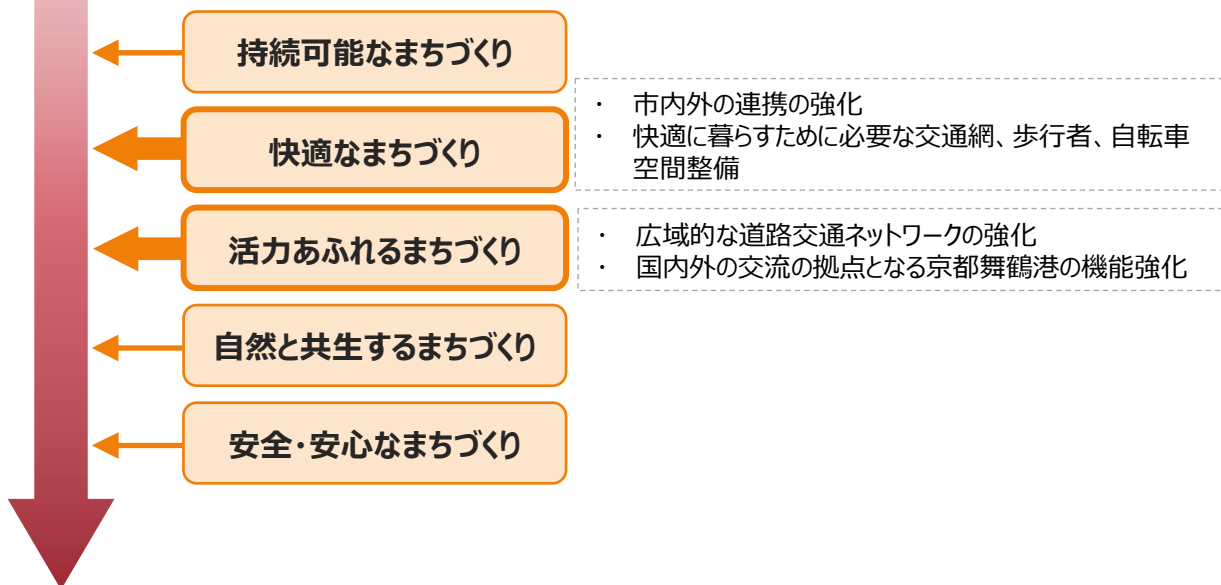 持続可能なまちづくり
快適なまちづくり
・ 市内外の連携の強化
・ 快適に暮らすために必要な交通網、歩行者、自転車
空間整備
活力あふれるまちづくり
・ 広域的な道路交通ネットワークの強化
・ 国内外の交流の拠点となる京都舞鶴港の機能強化
自然と共生するまちづくり
安全・安心なまちづくり